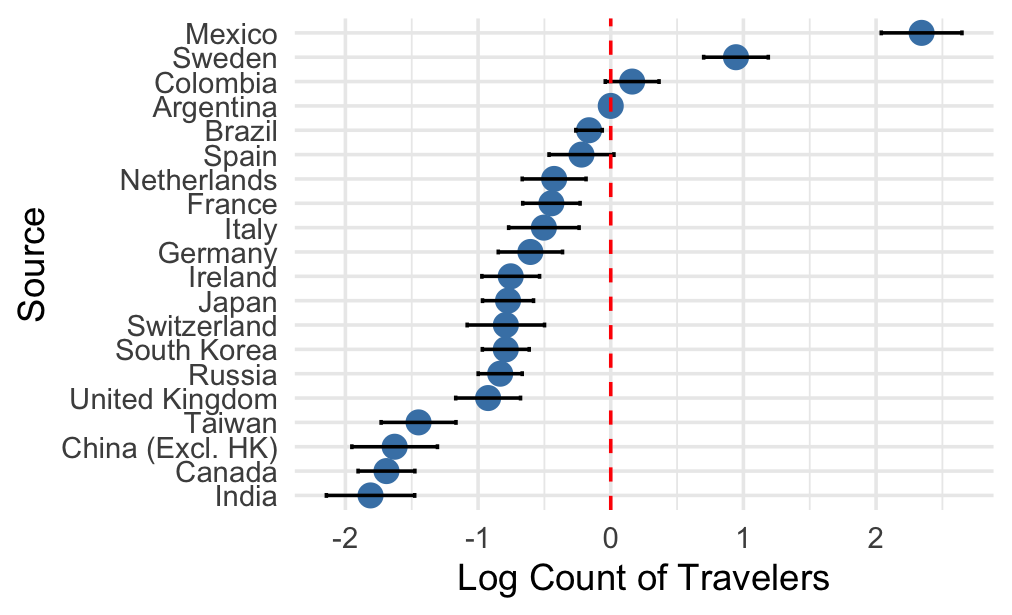 Mexico
Sweden
Colombia
Argentina
Brazil
Spain
Netherlands
France
Italy
Germany
Ireland
Japan
Switzerland
South Korea
Russia
United Kingdom
Taiwan
China (Excl. HK)
Canada
India
Source
-2 -1 0 1 2
Log Count of Travelers